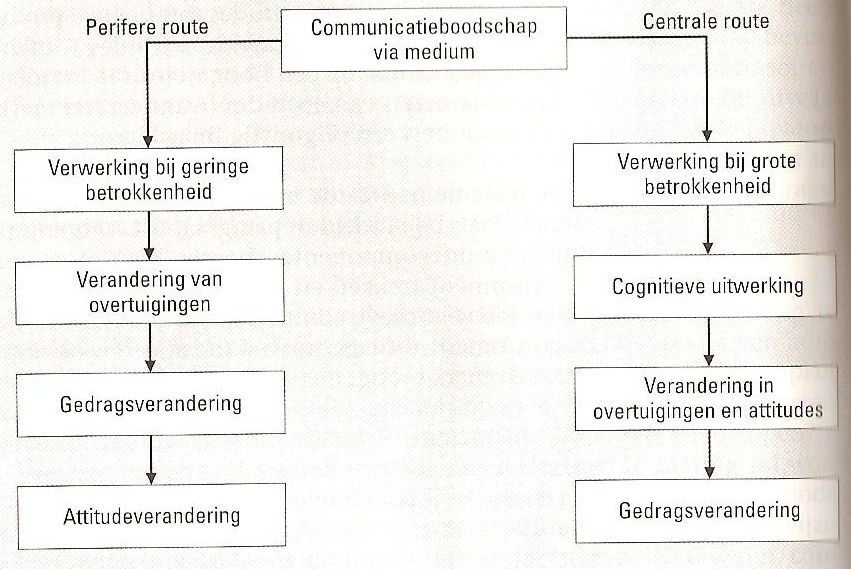 Communicatieboodschap
via medium
Perifere route
Verwerking bij geringe
betrokkenheid
Verandering van
overtuigingen
Gedragsverandering
Attitudeverandering
Centrale route
Verwerking bij grote
betrokkenheid
Cognitieve uitwerking
Verandering in
overtuigingen en attitudes
Gedragsverandering